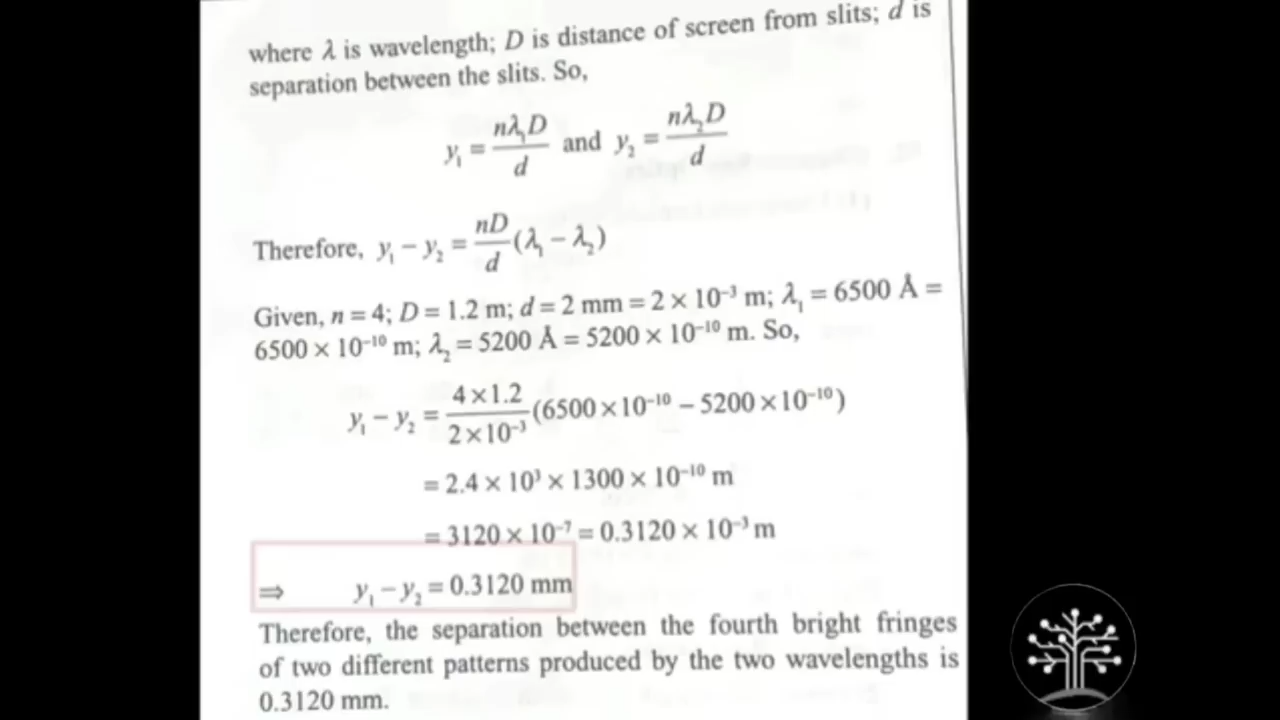 where λ is wavelength; D is distance of screen from slits; d is
separation between the slits. So,
y₁ = nλ₁D/d and y₂ = nλ₂D/d
Therefore, y₁ − y₂ = nD/d (λ₁ − λ₂)
Given, n = 4; D = 1.2 m; d = 2 mm = 2 × 10⁻³ m; λ₁ = 6500 Å =
6500 × 10⁻¹⁰ m; λ₂ = 5200 Å = 5200 × 10⁻¹⁰ m. So,
y₁ − y₂ = 4×1.2/2×10⁻³ (6500×10⁻¹⁰ − 5200×10⁻¹⁰)
= 2.4 × 10³ × 1300 × 10⁻¹⁰ m
= 3120 × 10⁻⁷ = 0.3120 × 10⁻³ m
⇒ y₁ − y₂ = 0.3120 mm
Therefore, the separation between the fourth bright fringes
of two different patterns produced by the two wavelengths is
0.3120 mm.